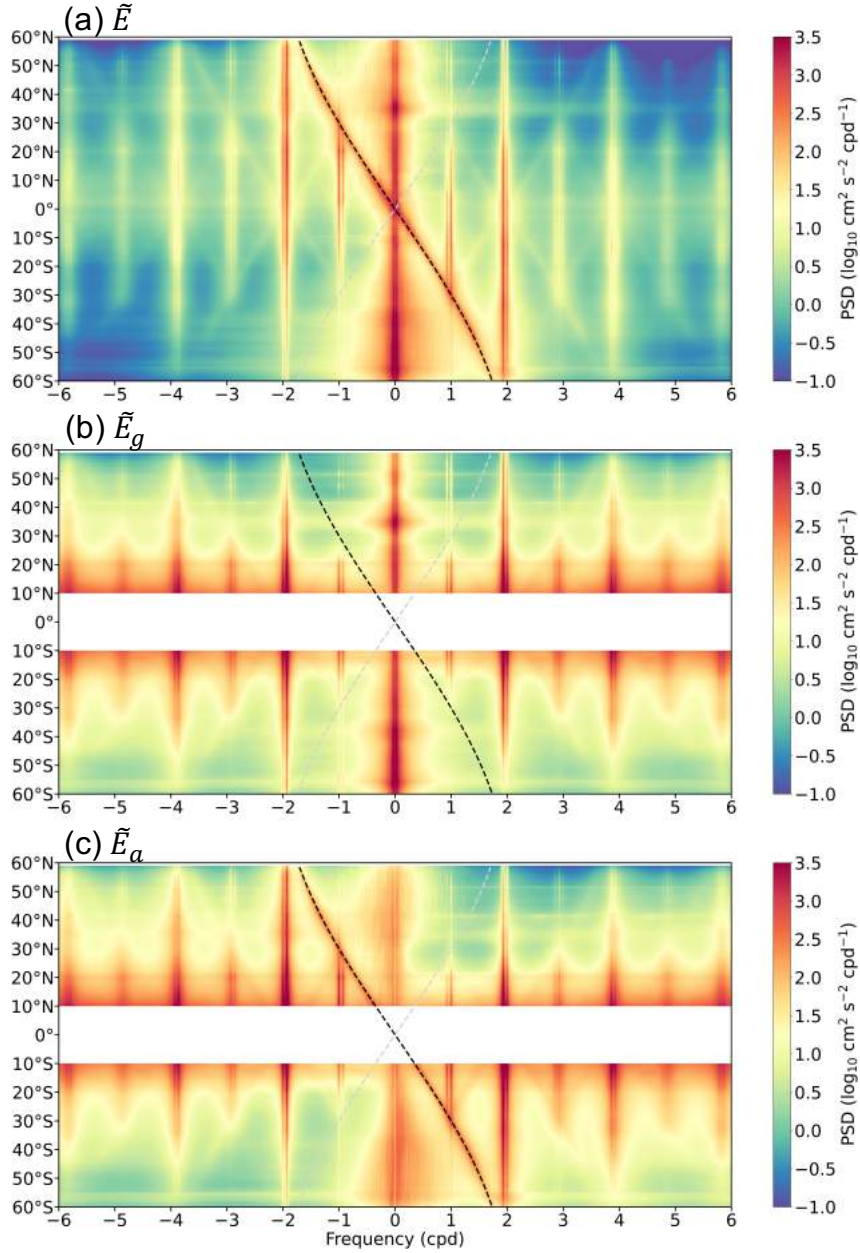 (a) Ẽ
60°N
50°N
40°N
30°N
20°N
10°N
0°
10°S
20°S
30°S
40°S
50°S
60°S
−6 −5 −4 −3 −2 −1 0 1 2 3 4 5 6
3.5
3.0
2.5
2.0
1.5
1.0
0.5
0.0
−0.5
−1.0
PSD (log₁₀ cm² s⁻² cpd⁻¹)
(b) Ẽ_g
60°N
50°N
40°N
30°N
20°N
10°N
0°
10°S
20°S
30°S
40°S
50°S
60°S
−6 −5 −4 −3 −2 −1 0 1 2 3 4 5 6
3.5
3.0
2.5
2.0
1.5
1.0
0.5
0.0
−0.5
−1.0
PSD (log₁₀ cm² s⁻² cpd⁻¹)
(c) Ẽ_a
60°N
50°N
40°N
30°N
20°N
10°N
0°
10°S
20°S
30°S
40°S
50°S
60°S
−6 −5 −4 −3 −2 −1 0 1 2 3 4 5 6
Frequency (cpd)
3.5
3.0
2.5
2.0
1.5
1.0
0.5
0.0
−0.5
−1.0
PSD (log₁₀ cm² s⁻² cpd⁻¹)